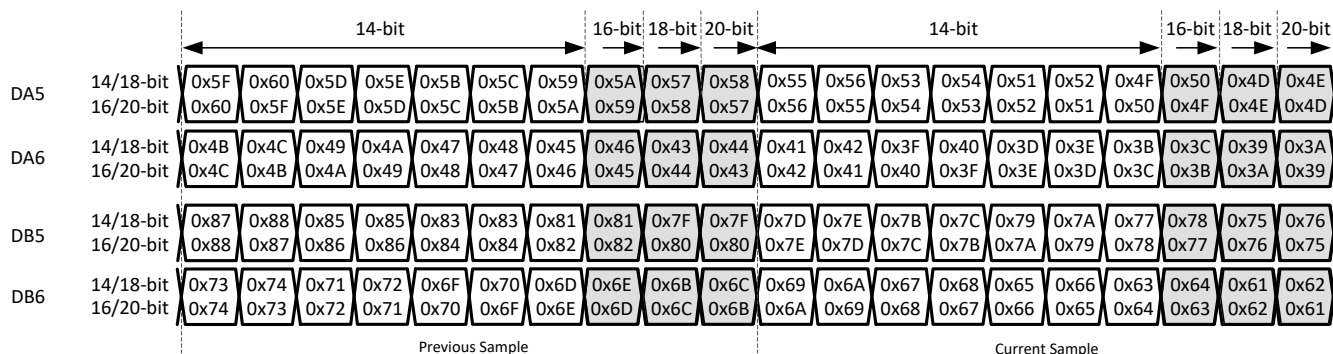 14-bit 16-bit 18-bit 20-bit 14-bit 16-bit 18-bit 20-bit
DA5
14/18-bit 0x5F 0x60 0x5D 0x5E 0x5B 0x5C 0x59 0x5A 0x57 0x58 0x55 0x56 0x53 0x54 0x51 0x52 0x4F 0x50 0x4D 0x4E
16/20-bit 0x60 0x5F 0x5E 0x5D 0x5C 0x5B 0x5A 0x59 0x58 0x57 0x56 0x55 0x54 0x53 0x52 0x51 0x50 0x4F 0x4E 0x4D
DA6
14/18-bit 0x4B 0x4C 0x49 0x4A 0x47 0x48 0x45 0x46 0x43 0x44 0x41 0x42 0x3F 0x40 0x3D 0x3E 0x3B 0x3C 0x39 0x3A
16/20-bit 0x4C 0x4B 0x4A 0x49 0x48 0x47 0x46 0x45 0x44 0x43 0x42 0x41 0x40 0x3F 0x3E 0x3D 0x3C 0x3B 0x3A 0x39
DB5
14/18-bit 0x87 0x88 0x85 0x85 0x83 0x83 0x81 0x81 0x7F 0x7F 0x7D 0x7E 0x7B 0x7C 0x79 0x7A 0x77 0x78 0x75 0x76
16/20-bit 0x88 0x87 0x86 0x86 0x84 0x84 0x82 0x82 0x80 0x80 0x7E 0x7D 0x7C 0x7B 0x7A 0x79 0x78 0x77 0x76 0x75
DB6
14/18-bit 0x73 0x74 0x71 0x72 0x6F 0x70 0x6D 0x6E 0x6B 0x6C 0x69 0x6A 0x67 0x68 0x65 0x66 0x63 0x64 0x61 0x62
16/20-bit 0x74 0x73 0x72 0x71 0x70 0x6F 0x6E 0x6D 0x6C 0x6B 0x6A 0x69 0x68 0x67 0x66 0x65 0x64 0x63 0x62 0x61
Previous Sample Current Sample